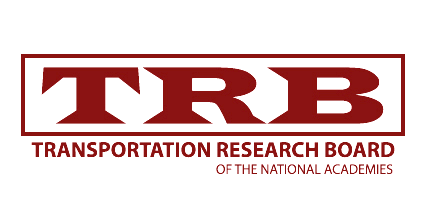 TRB
TRANSPORTATION RESEARCH BOARD
OF THE NATIONAL ACADEMIES